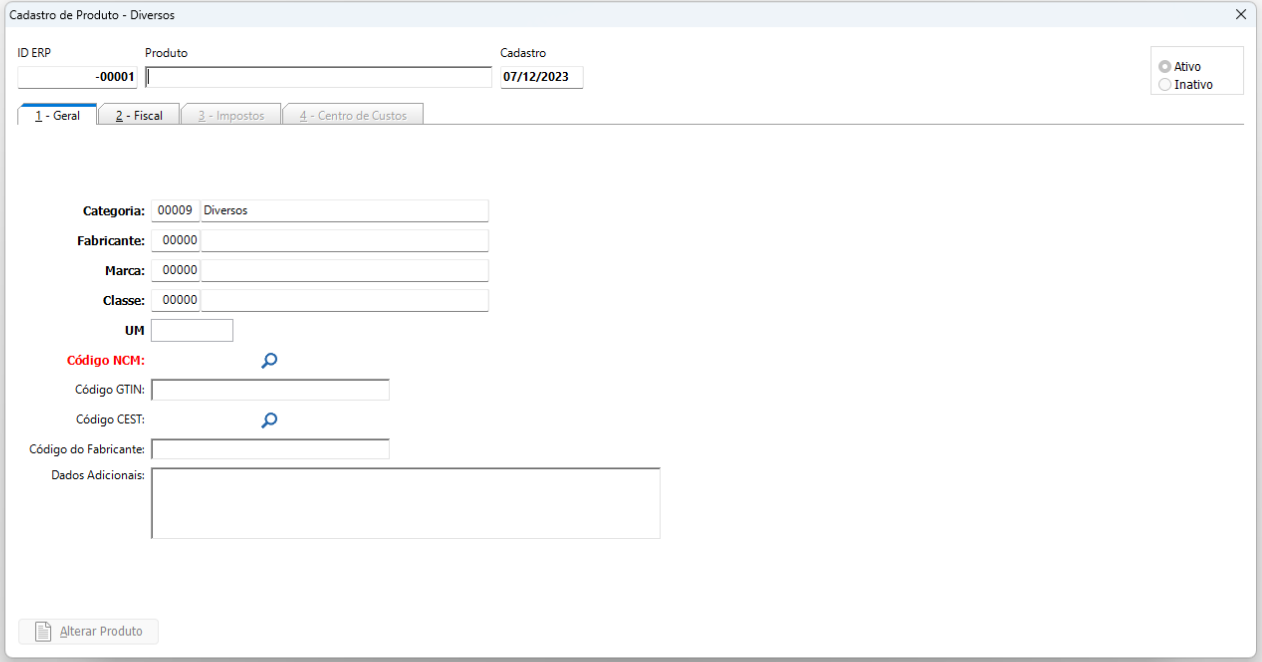 Cadastro de Produto - Diversos
ID ERP Produto Cadastro
-00001 07/12/2023
Ativo
Inativo
1 - Geral 2 - Fiscal 3 - Impostos 4 - Centro de Custos
Categoria: 00009 Diversos
Fabricante: 00000
Marca: 00000
Classe: 00000
UM
Código NCM:
Código GTIN:
Código CEST:
Código do Fabricante:
Dados Adicionais:
Alterar Produto